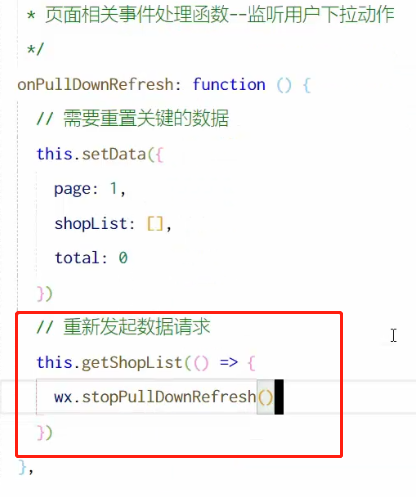 * 页面相关事件处理函数--监听用户下拉动作
*/
onPullDownRefresh: function () {
// 需要重置关键的数据
this.setData({
page: 1,
shopList: [],
total: 0
})
// 重新发起数据请求
this.getShopList(() => {
wx.stopPullDownRefresh()
})
},